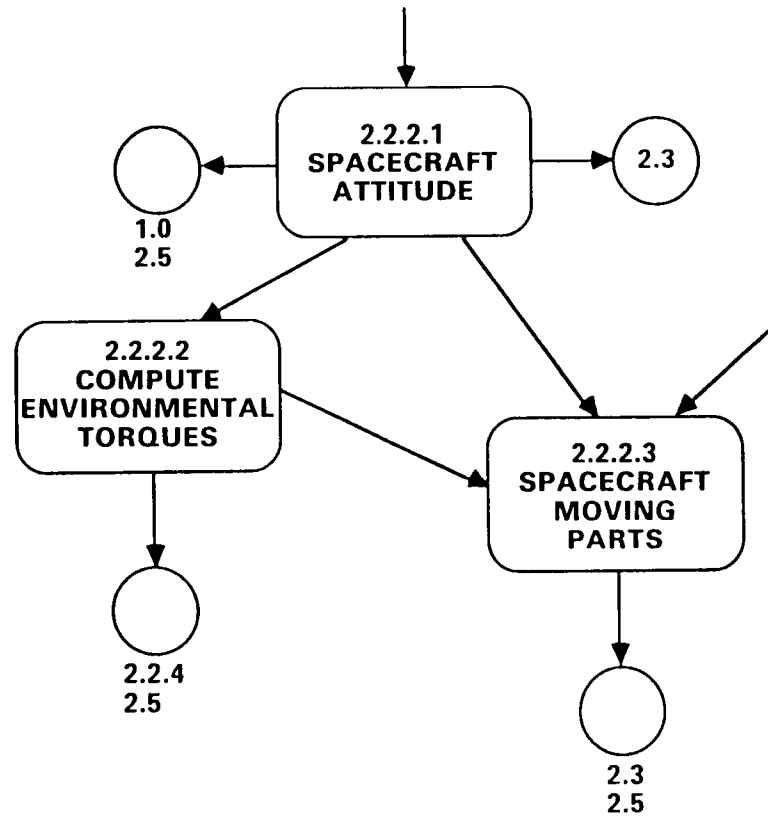 2.2.2.1
SPACECRAFT
ATTITUDE
2.3
1.0
2.5
2.2.2.2
COMPUTE
ENVIRONMENTAL
TORQUES
2.2.2.3
SPACECRAFT
MOVING
PARTS
2.2.4
2.5
2.3
2.5